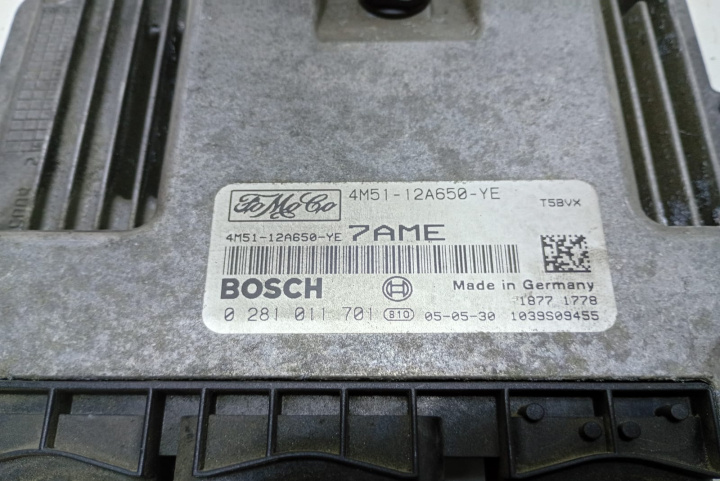 FoMoCo 4M51-12A650-YE T5BVX
4M51-12A650-YE 7AME
BOSCH Made in Germany
1877 1778
0 281 011 701 810 05-05-30 1039S09455